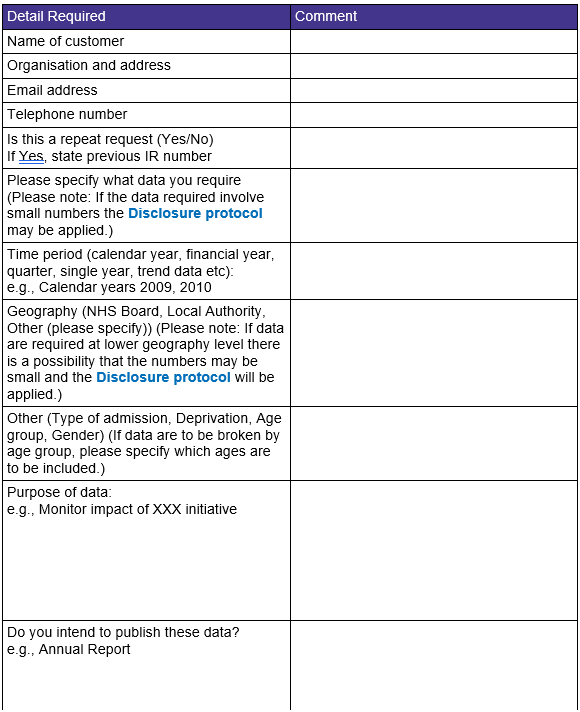 Detail Required
Comment
Name of customer
Organisation and address
Email address
Telephone number
Is this a repeat request (Yes/No)
If Yes, state previous IR number
Please specify what data you require
(Please note: If the data required involve
small numbers the Disclosure protocol
may be applied.)
Time period (calendar year, financial year,
quarter, single year, trend data etc):
e.g., Calendar years 2009, 2010
Geography (NHS Board, Local Authority,
Other (please specify)) (Please note: If data
are required at lower geography level there
is a possibility that the numbers may be
small and the Disclosure protocol will be
applied.)
Other (Type of admission, Deprivation, Age
group, Gender) (If data are to be broken by
age group, please specify which ages are
to be included.)
Purpose of data:
e.g., Monitor impact of XXX initiative
Do you intend to publish these data?
e.g., Annual Report